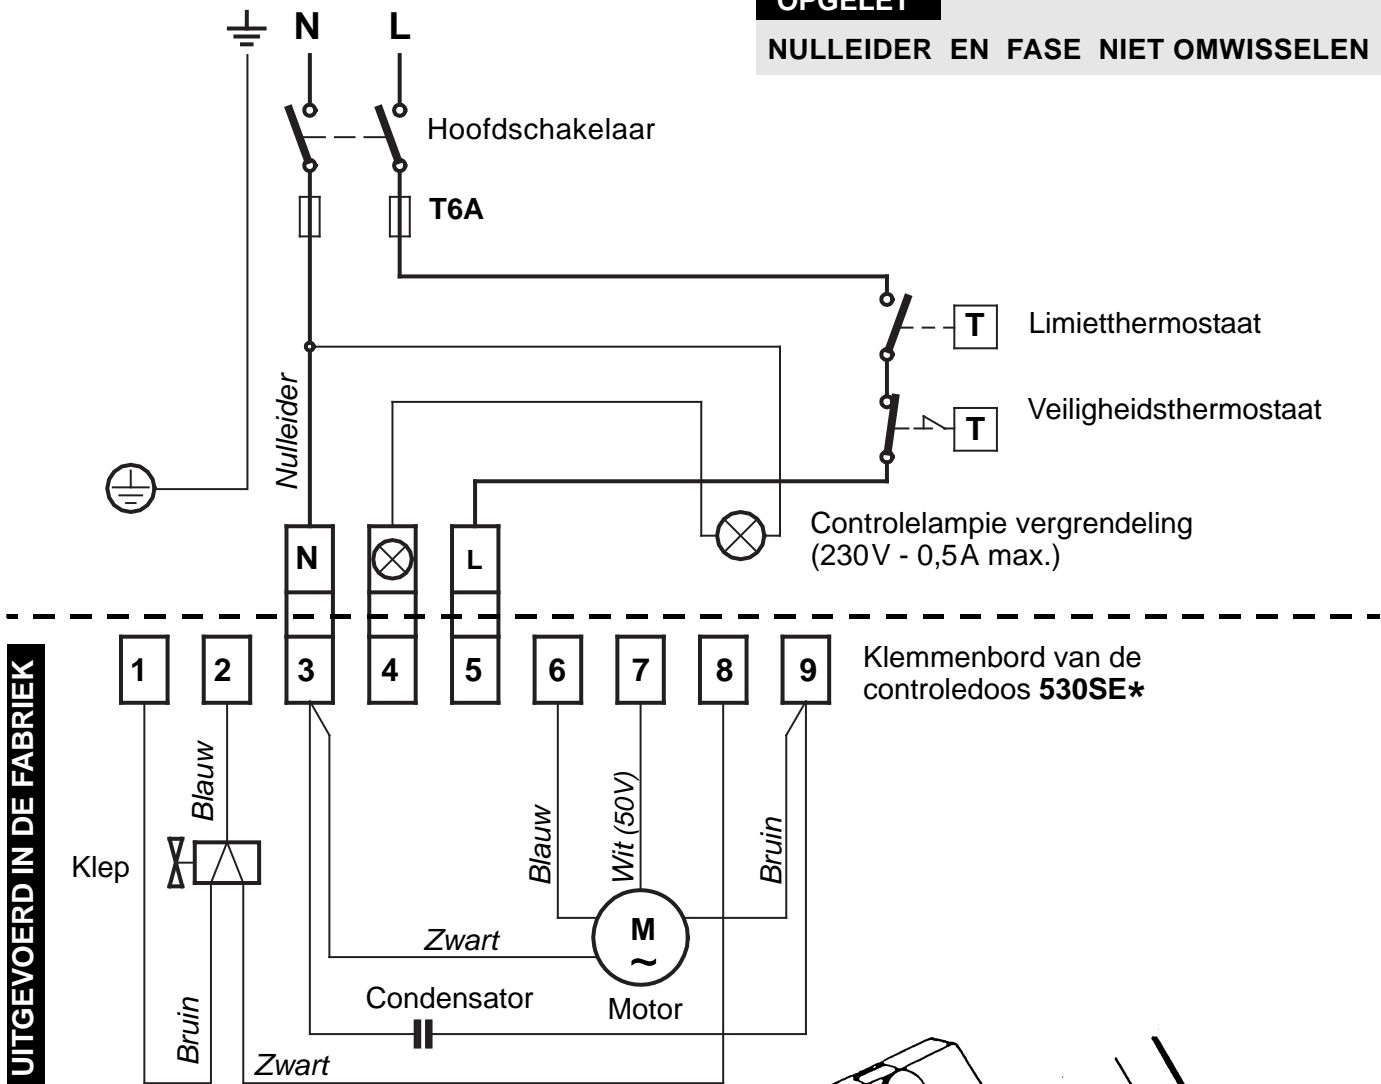 OPGELET
NULLEIDER EN FASE NIET OMWISSELEN
N L
Hoofdschakelaar
T6A
T Limietthermostaat
Nulleider
T Veiligheidsthermostaat
Controlelampie vergrendeling
(230V - 0,5A max.)
N L
1 2 3 4 5 6 7 8 9
Klemmenbord van de
controledoos 530SE*
UITGEVOERD IN DE FABRIEK
Blauw
Blauw
Wit (50V)
Bruin
Klep
M
~
Zwart
Condensator
Motor
Bruin
Zwart